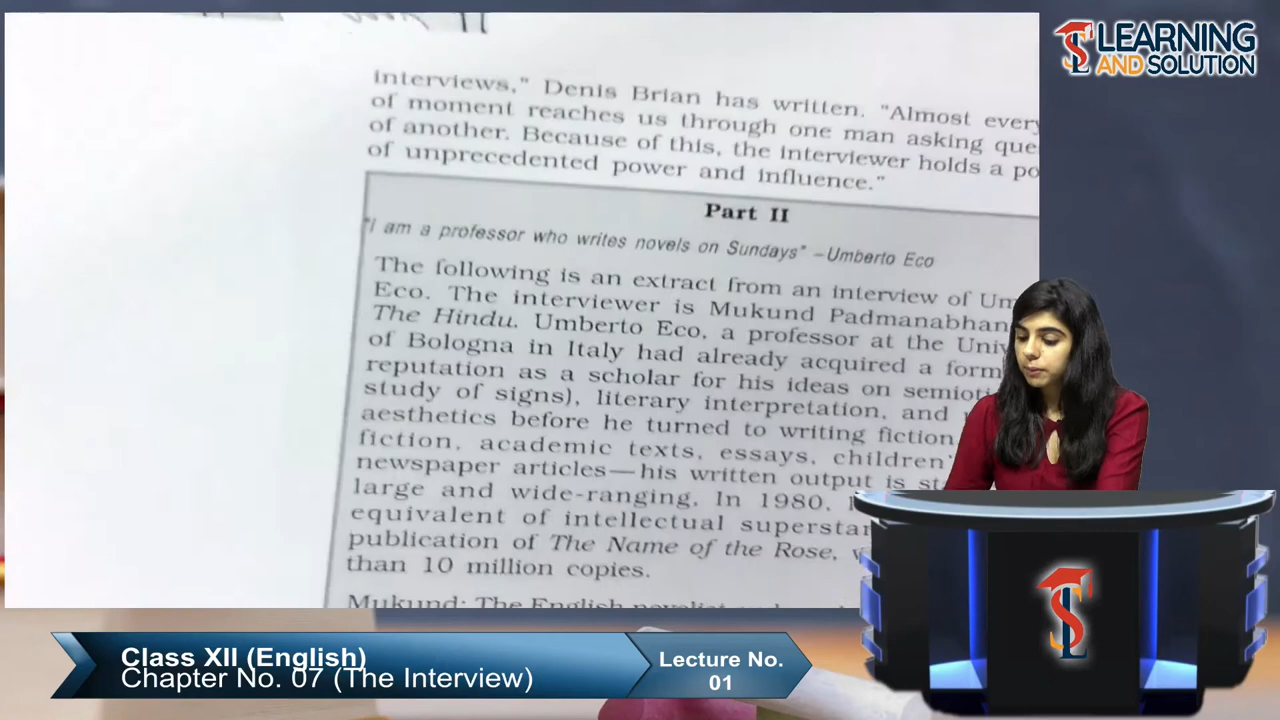 LEARNING
AND SOLUTION
interviews," Denis Brian has written. "Almost every
of moment reaches us through one man asking que
of another. Because of this, the interviewer holds a po
of unprecedented power and influence."
Part II
"I am a professor who writes novels on Sundays" –Umberto Eco
The following is an extract from an interview of Um
Eco. The interviewer is Mukund Padmanabhan
The Hindu. Umberto Eco, a professor at the Univ
of Bologna in Italy had already acquired a form
reputation as a scholar for his ideas on semioti
study of signs), literary interpretation, and
aesthetics before he turned to writing fiction
fiction, academic texts, essays, children'
newspaper articles—his written output is st
large and wide-ranging. In 1980,
equivalent of intellectual superstar
publication of The Name of the Rose,
than 10 million copies.
Mukund: The English novelist
Class XII (English)
Chapter No. 07 (The Interview)
Lecture No.
01